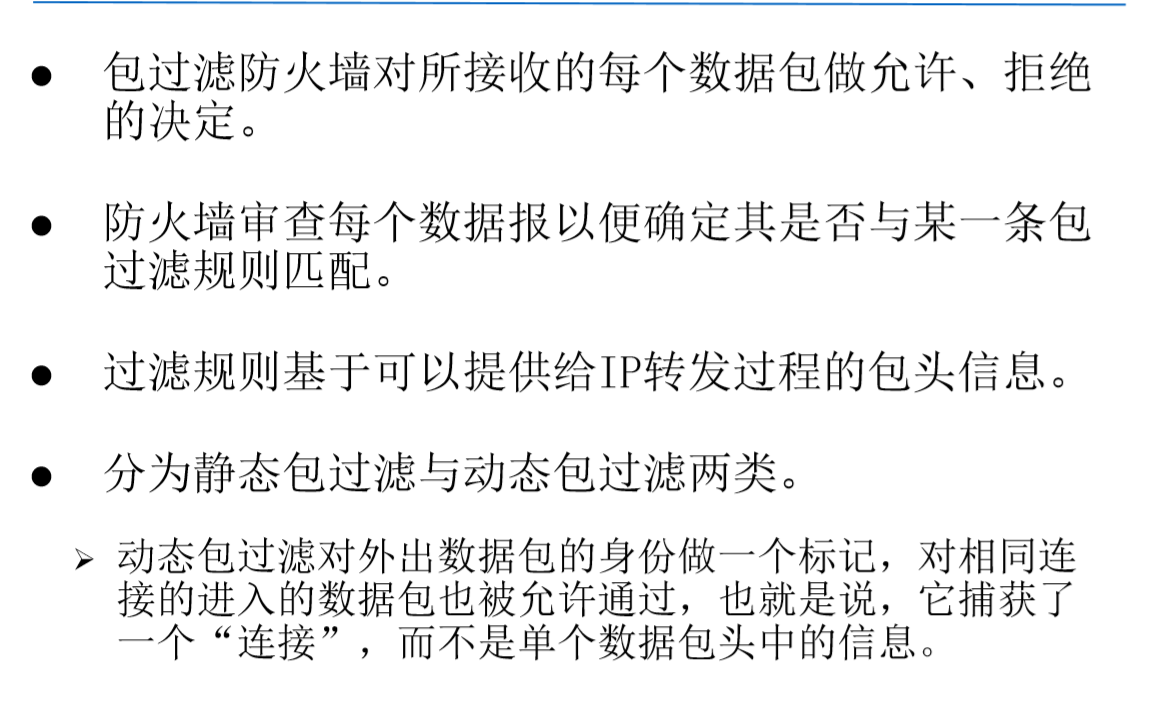 ● 包过滤防火墙对所接收的每个数据包做允许、拒绝
的决定。
● 防火墙审查每个数据报以便确定其是否与某一条包
过滤规则匹配。
● 过滤规则基于可以提供给IP转发过程的包头信息。
● 分为静态包过滤与动态包过滤两类。
➢ 动态包过滤对外出数据包的身份做一个标记，对相同连
接的进入的数据包也被允许通过，也就是说，它捕获了
一个“连接”，而不是单个数据包头中的信息。